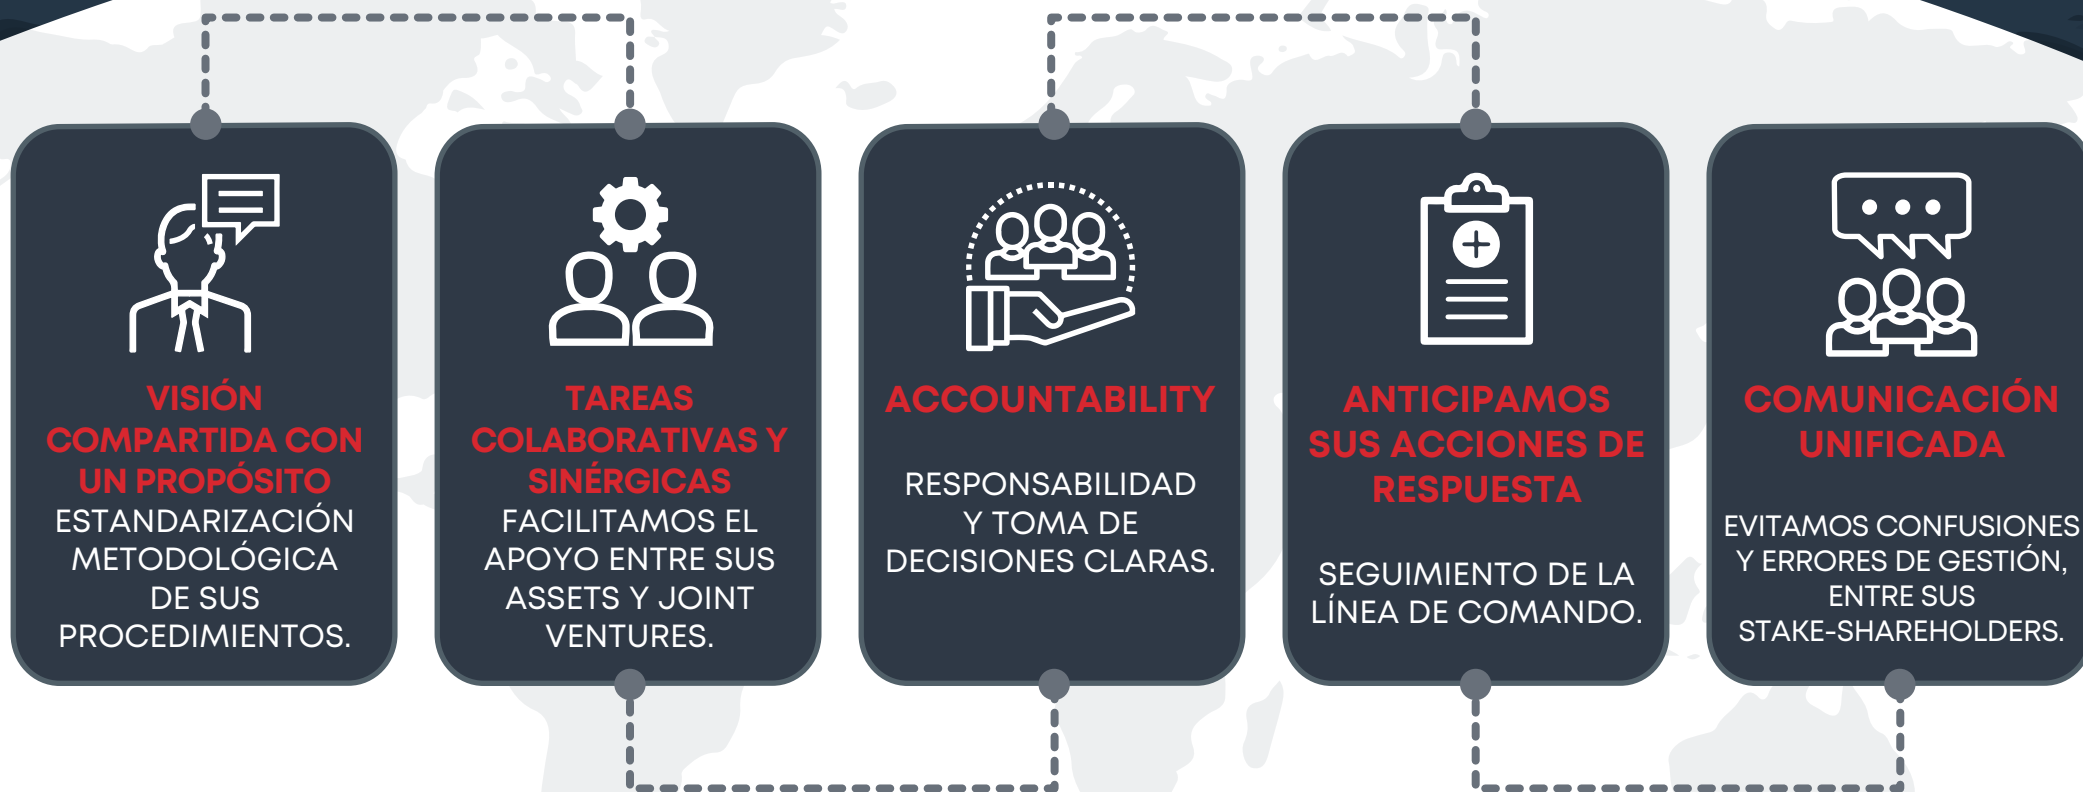 VISIÓN
COMPARTIDA CON
UN PROPÓSITO
ESTANDARIZACIÓN
METODOLÓGICA
DE SUS
PROCEDIMIENTOS.
TAREAS
COLABORATIVAS Y
SINÉRGICAS
FACILITAMOS EL
APOYO ENTRE SUS
ASSETS Y JOINT
VENTURES.
ACCOUNTABILITY
RESPONSABILIDAD
Y TOMA DE
DECISIONES CLARAS.
ANTICIPAMOS
SUS ACCIONES DE
RESPUESTA
SEGUIMIENTO DE LA
LÍNEA DE COMANDO.
COMUNICACIÓN
UNIFICADA
EVITAMOS CONFUSIONES
Y ERRORES DE GESTIÓN,
ENTRE SUS
STAKE-SHAREHOLDERS.